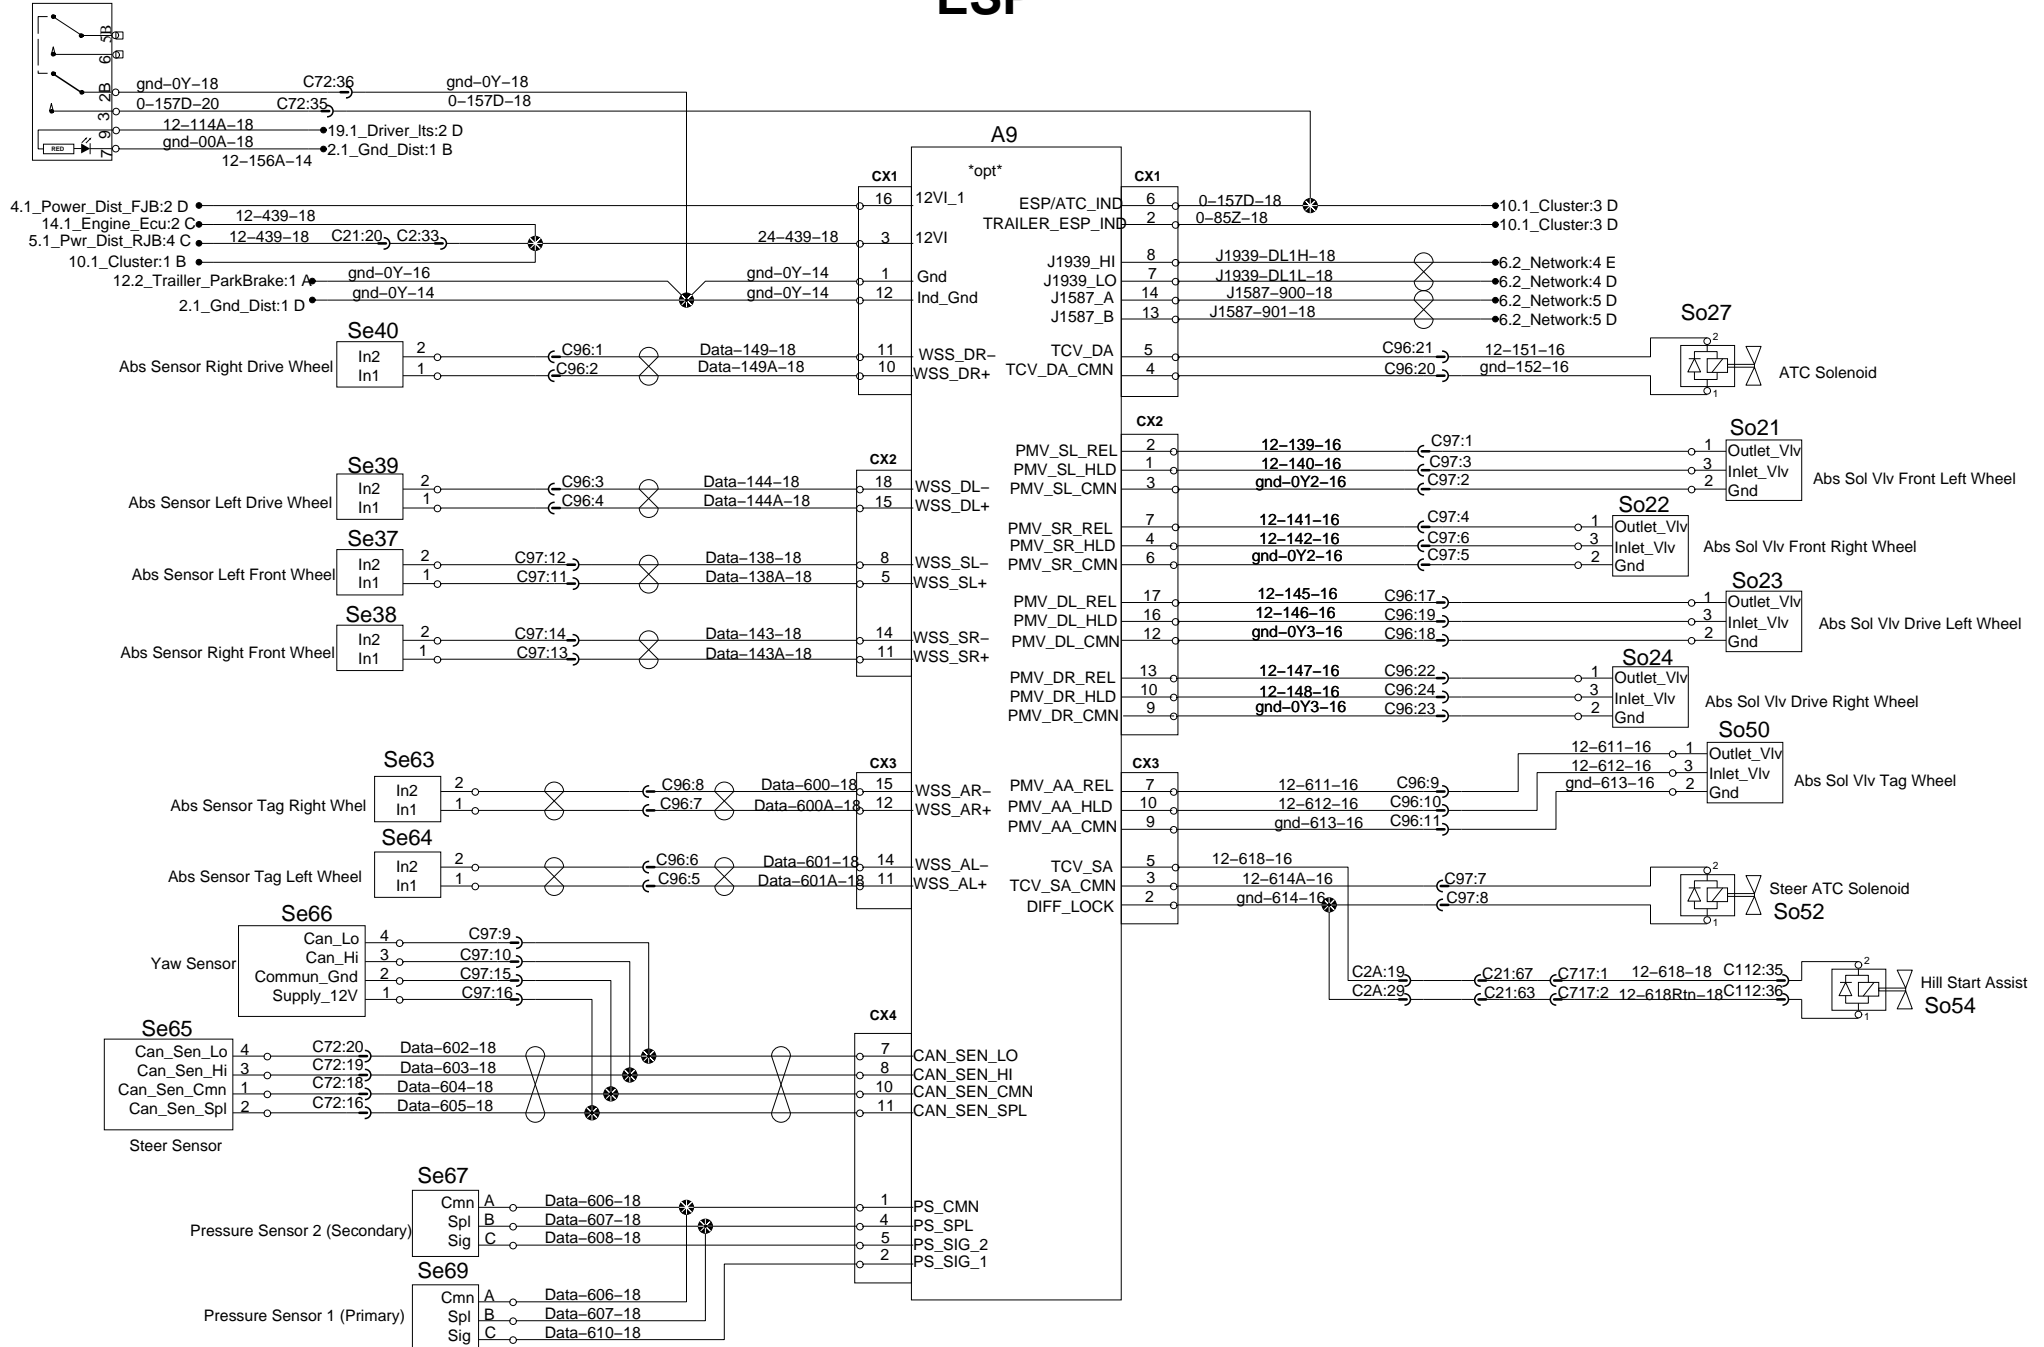 ESP
5B
6
2B gnd-0Y-18 C72:36 gnd-0Y-18
3 0-157D-20 C72:35 0-157D-18
9 12-114A-18 19.1_Driver_lts:2 D
RED 7 gnd-00A-18 2.1_Gnd_Dist:1 B
12-156A-14
A9
*opt*
CX1
4.1_Power_Dist_FJB:2 D 16 12VI_1
14.1_Engine_Ecu:2 C 12-439-18
5.1_Pwr_Dist_RJB:4 C 12-439-18 C21:20 C2:33 24-439-18 3 12VI
10.1_Cluster:1 B
12.2_Trailler_ParkBrake:1 A gnd-0Y-16 gnd-0Y-14 1 Gnd
2.1_Gnd_Dist:1 D gnd-0Y-14 gnd-0Y-14 12 Ind_Gnd
Se40
Abs Sensor Right Drive Wheel
In2 2 C96:1 Data-149-18 11 WSS_DR-
In1 1 C96:2 Data-149A-18 10 WSS_DR+
CX2
Se39
Abs Sensor Left Drive Wheel
In2 2 C96:3 Data-144-18 18 WSS_DL-
In1 1 C96:4 Data-144A-18 15 WSS_DL+
Se37
Abs Sensor Left Front Wheel
In2 2 C97:12 Data-138-18 8 WSS_SL-
In1 1 C97:11 Data-138A-18 5 WSS_SL+
Se38
Abs Sensor Right Front Wheel
In2 2 C97:14 Data-143-18 14 WSS_SR-
In1 1 C97:13 Data-143A-18 11 WSS_SR+
CX3
Se63
Abs Sensor Tag Right Whel
In2 2 C96:8 Data-600-18 15 WSS_AR-
In1 1 C96:7 Data-600A-18 12 WSS_AR+
Se64
Abs Sensor Tag Left Wheel
In2 2 C96:6 Data-601-18 14 WSS_AL-
In1 1 C96:5 Data-601A-18 11 WSS_AL+
Se66
Yaw Sensor
Can_Lo 4 C97:9
Can_Hi 3 C97:10
Commun_Gnd 2 C97:15
Supply_12V 1 C97:16
CX4
Se65
Can_Sen_Lo 4 C72:20 Data-602-18 7 CAN_SEN_LO
Can_Sen_Hi 3 C72:19 Data-603-18 8 CAN_SEN_HI
Can_Sen_Cmn 1 C72:18 Data-604-18 10 CAN_SEN_CMN
Can_Sen_Spl 2 C72:16 Data-605-18 11 CAN_SEN_SPL
Steer Sensor
Se67
Pressure Sensor 2 (Secondary)
Cmn A Data-606-18 1 PS_CMN
Spl B Data-607-18 4 PS_SPL
Sig C Data-608-18 5 PS_SIG_2
2 PS_SIG_1
Se69
Pressure Sensor 1 (Primary)
Cmn A Data-606-18
Spl B Data-607-18
Sig C Data-610-18
CX1
ESP/ATC_IND 6 0-157D-18 10.1_Cluster:3 D
TRAILER_ESP_IND 2 0-85Z-18 10.1_Cluster:3 D
J1939_HI 8 J1939-DL1H-18 6.2_Network:4 E
J1939_LO 7 J1939-DL1L-18 6.2_Network:4 D
J1587_A 14 J1587-900-18 6.2_Network:5 D
J1587_B 13 J1587-901-18 6.2_Network:5 D
So27
TCV_DA 5 C96:21 12-151-16 2
TCV_DA_CMN 4 C96:20 gnd-152-16 1
ATC Solenoid
CX2
So21
PMV_SL_REL 2 12-139-16 C97:1 1 Outlet_Vlv
PMV_SL_HLD 1 12-140-16 C97:3 3 Inlet_Vlv
PMV_SL_CMN 3 gnd-0Y2-16 C97:2 2 Gnd
Abs Sol Vlv Front Left Wheel
So22
PMV_SR_REL 7 12-141-16 C97:4 1 Outlet_Vlv
PMV_SR_HLD 4 12-142-16 C97:6 3 Inlet_Vlv
PMV_SR_CMN 6 gnd-0Y2-16 C97:5 2 Gnd
Abs Sol Vlv Front Right Wheel
So23
PMV_DL_REL 17 12-145-16 C96:17 1 Outlet_Vlv
PMV_DL_HLD 16 12-146-16 C96:19 3 Inlet_Vlv
PMV_DL_CMN 12 gnd-0Y3-16 C96:18 2 Gnd
Abs Sol Vlv Drive Left Wheel
So24
PMV_DR_REL 13 12-147-16 C96:22 1 Outlet_Vlv
PMV_DR_HLD 10 12-148-16 C96:24 3 Inlet_Vlv
PMV_DR_CMN 9 gnd-0Y3-16 C96:23 2 Gnd
Abs Sol Vlv Drive Right Wheel
CX3
So50
PMV_AA_REL 7 12-611-16 C96:9 12-611-16 1 Outlet_Vlv
PMV_AA_HLD 10 12-612-16 C96:10 12-612-16 3 Inlet_Vlv
PMV_AA_CMN 9 gnd-613-16 C96:11 gnd-613-16 2 Gnd
Abs Sol Vlv Tag Wheel
TCV_SA 5 12-618-16
TCV_SA_CMN 3 12-614A-16 C97:7 2
DIFF_LOCK 2 gnd-614-16 C97:8 1
Steer ATC Solenoid
So52
C2A:19 C21:67 C717:1 12-618-18 C112:35 2
C2A:29 C21:63 C717:2 12-618Rtn-18 C112:36 1
Hill Start Assist
So54